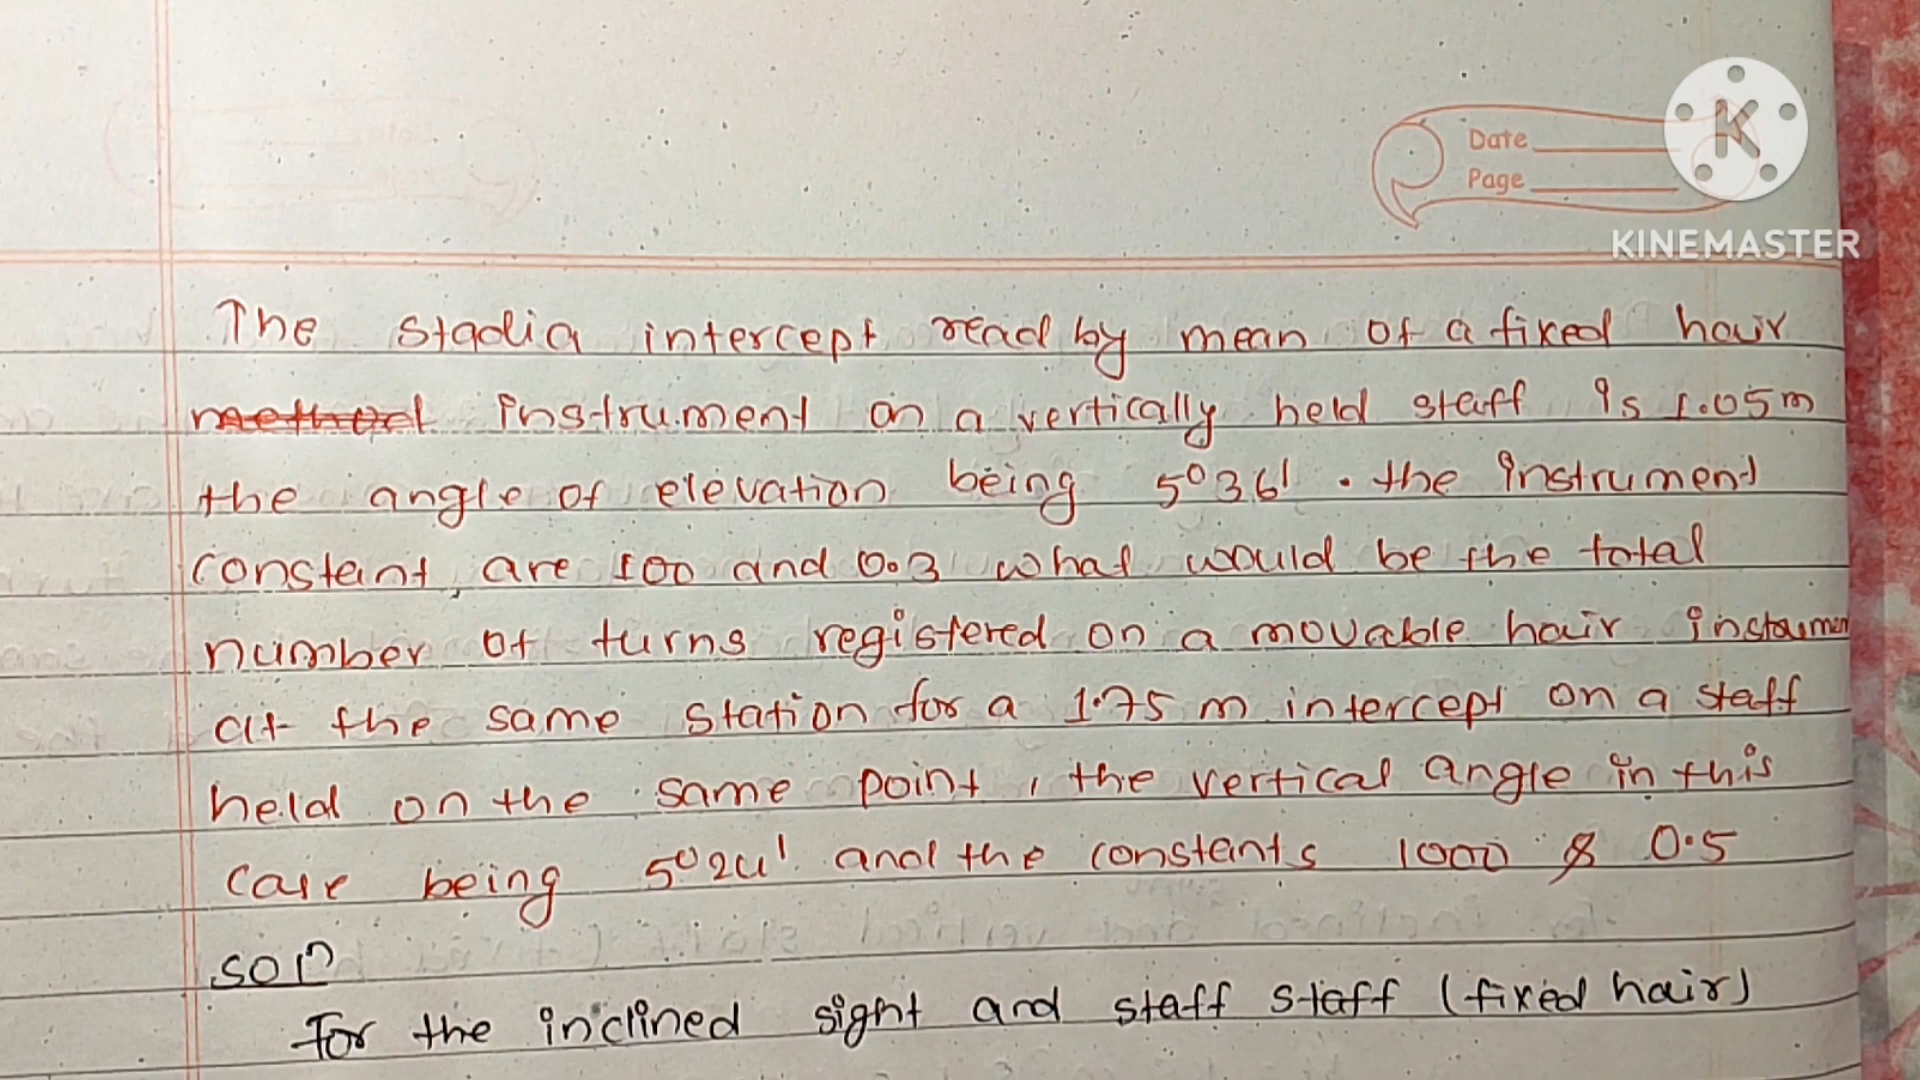 Date
Page
KINEMASTER
The stadia intercept read by mean of a fixed hair
method instrument on a vertically held staff is 1.05m
the angle of elevation being 5°36' . the instrument
constant are 100 and 0.3 what would be the total
number of turns registered on a movable hair instrumen
at the same station for a 1.75 m intercept on a staff
held on the same point, the vertical angle in this
case being 5°24' and the constants 1000 & 0.5
solⁿ
For the inclined sight and staff staff (fixed hair)